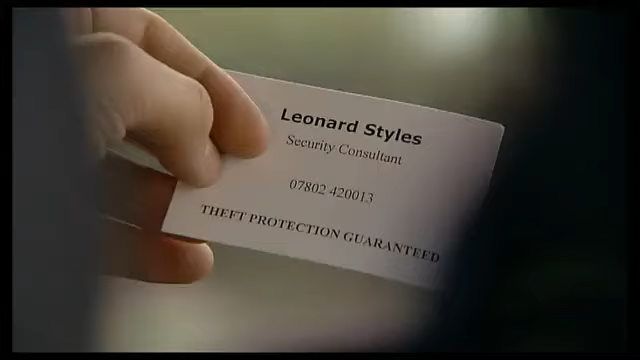 Leonard Styles
Security Consultant
07802 420013
THEFT PROTECTION GUARANTEED